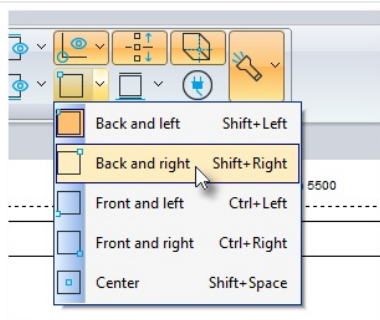 Back and left Shift+Left
Back and right Shift+Right
5500
Front and left Ctrl+Left
Front and right Ctrl+Right
Center Shift+Space